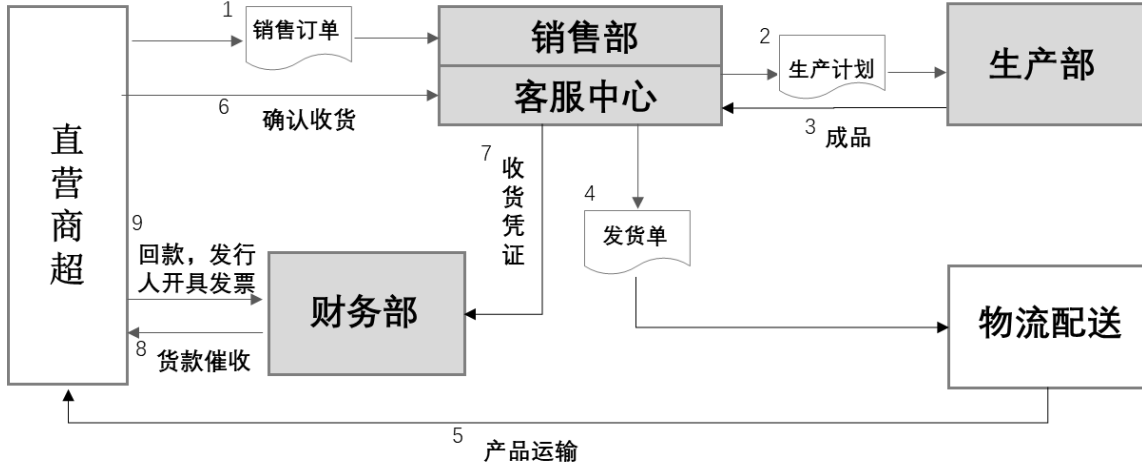 1
销售订单
销售部
2
生产计划
生产部
6
确认收货
客服中心
3
成品
直
营
商
超
7
收
货
凭
证
4
发货单
9
回款，发行
人开具发票
财务部
物流配送
8
货款催收
5
产品运输